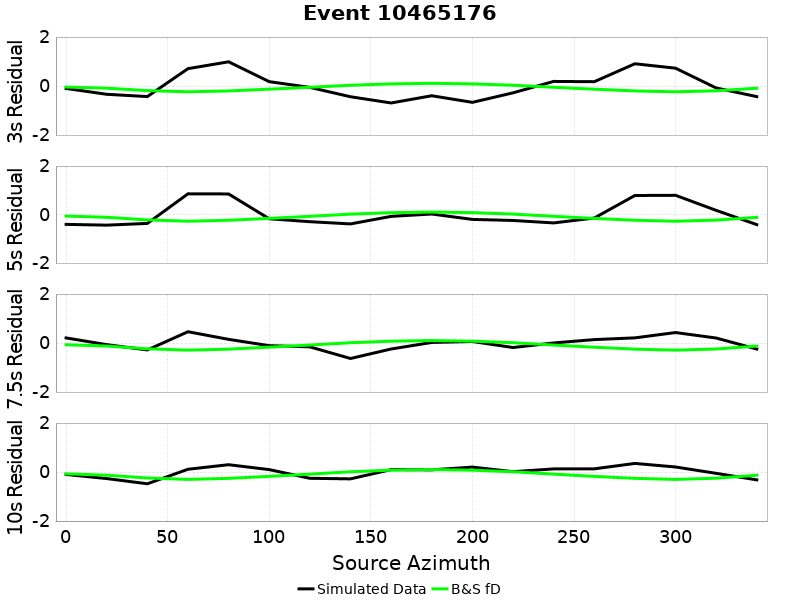 Event 10465176
3s Residual
2
0
-2
5s Residual
2
0
-2
7.5s Residual
2
0
-2
10s Residual
2
0
-2
0 50 100 150 200 250 300
Source Azimuth
Simulated Data B&S fD